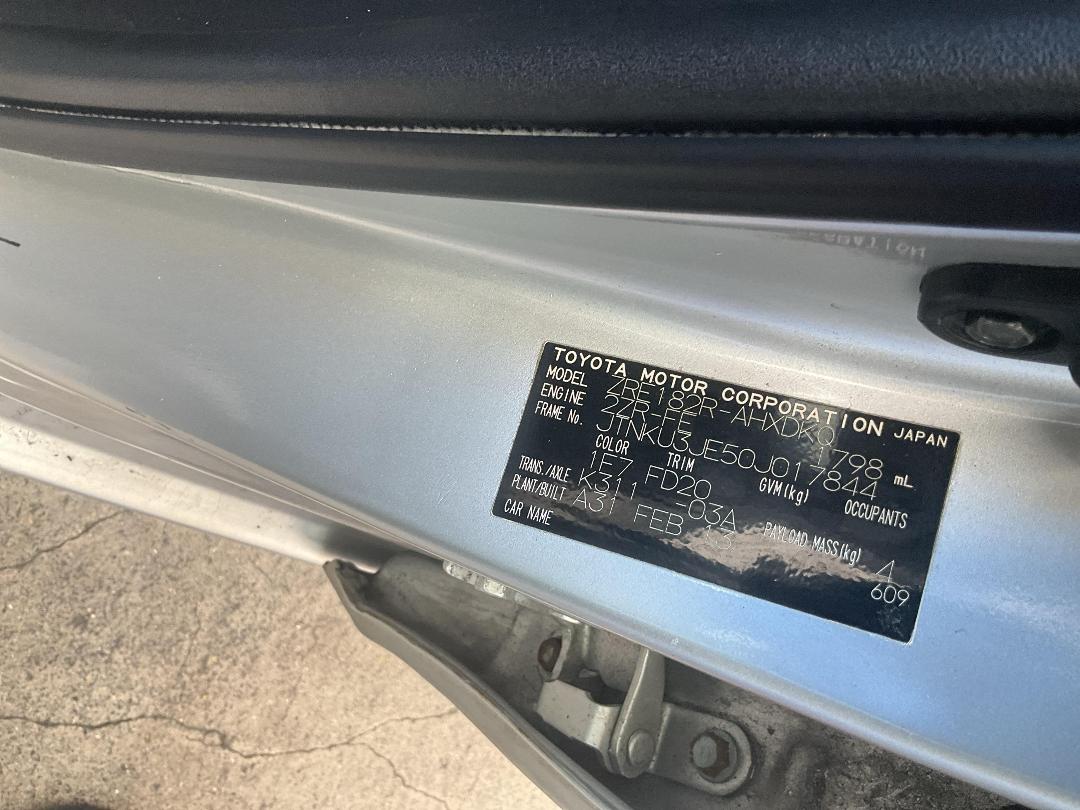 TOYOTA MOTOR CORPORATION JAPAN
MODEL ZRE182R-AHXDKQ
ENGINE 2ZR-FE 1798 mL
FRAME No. JTNKU3JE50J017844
COLOR TRIM GVM(kg) OCCUPANTS
1E7 FD20
TRANS./AXLE K311 -03A
PLANT/BUILT A31 FEB 13 PAYLOAD MASS(kg) 4
CAR NAME 609